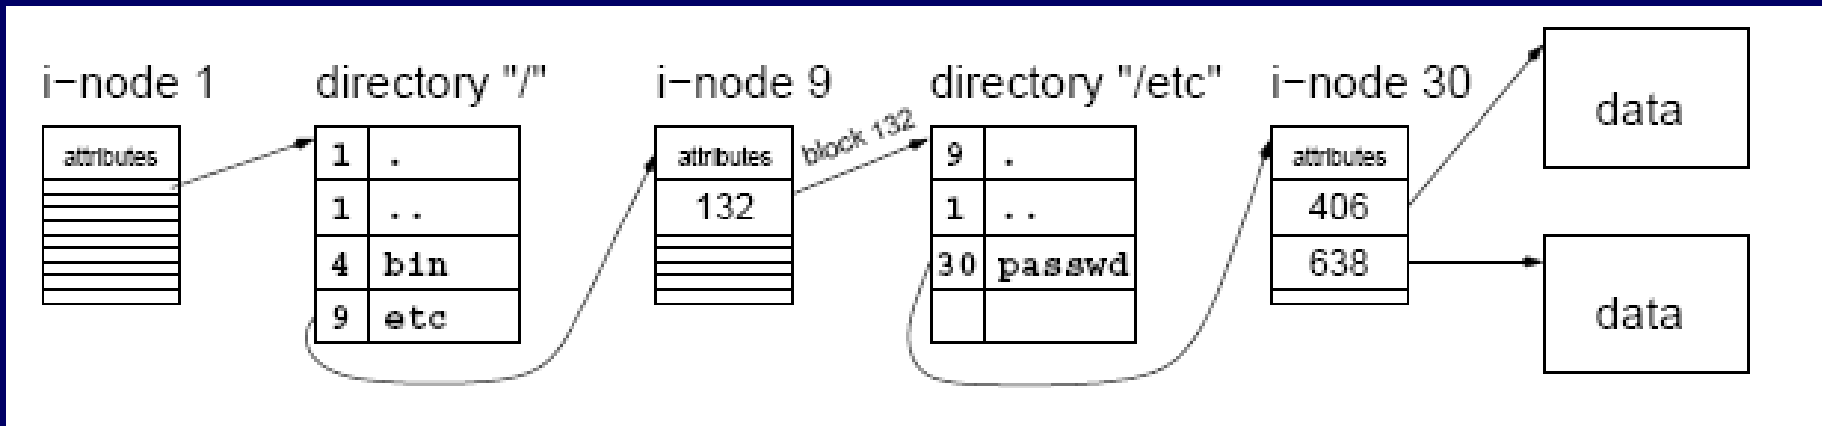 i-node 1
attributes
directory "/"
1 .
1 ..
4 bin
9 etc
i-node 9
attributes
132
block 132
directory "/etc"
9 .
1 ..
30 passwd
i-node 30
attributes
406
638
data
data